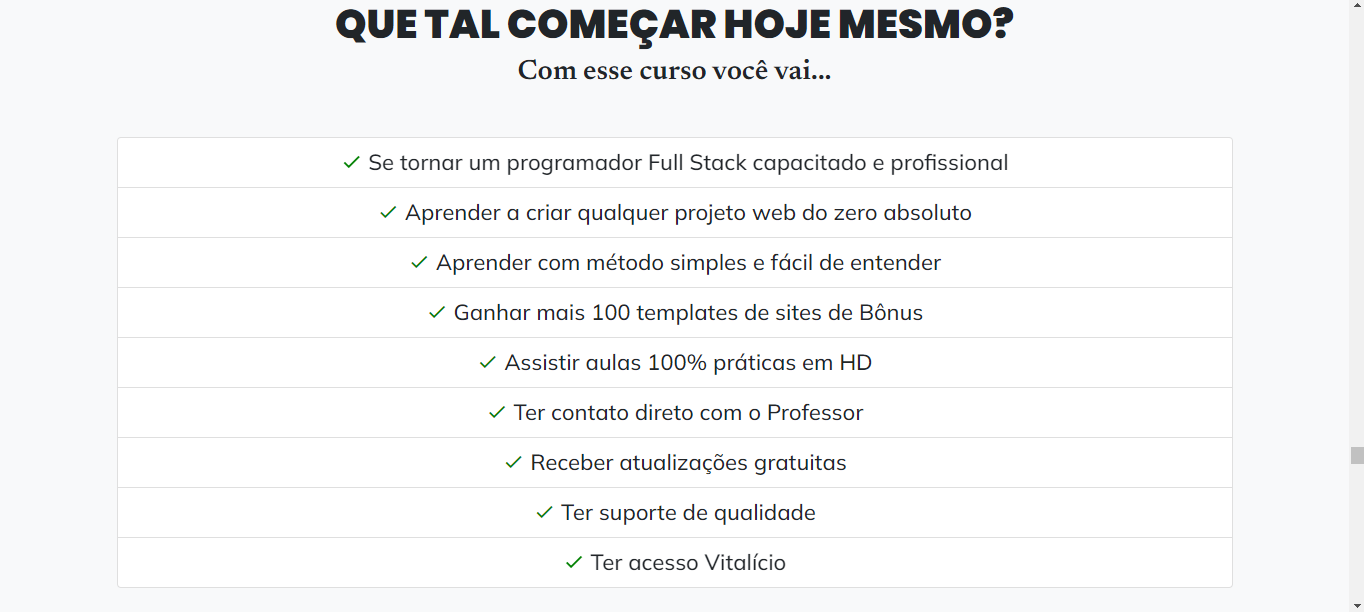 QUE TAL COMEÇAR HOJE MESMO?
Com esse curso você vai...
✓ Se tornar um programador Full Stack capacitado e profissional
✓ Aprender a criar qualquer projeto web do zero absoluto
✓ Aprender com método simples e fácil de entender
✓ Ganhar mais 100 templates de sites de Bônus
✓ Assistir aulas 100% práticas em HD
✓ Ter contato direto com o Professor
✓ Receber atualizações gratuitas
✓ Ter suporte de qualidade
✓ Ter acesso Vitalício